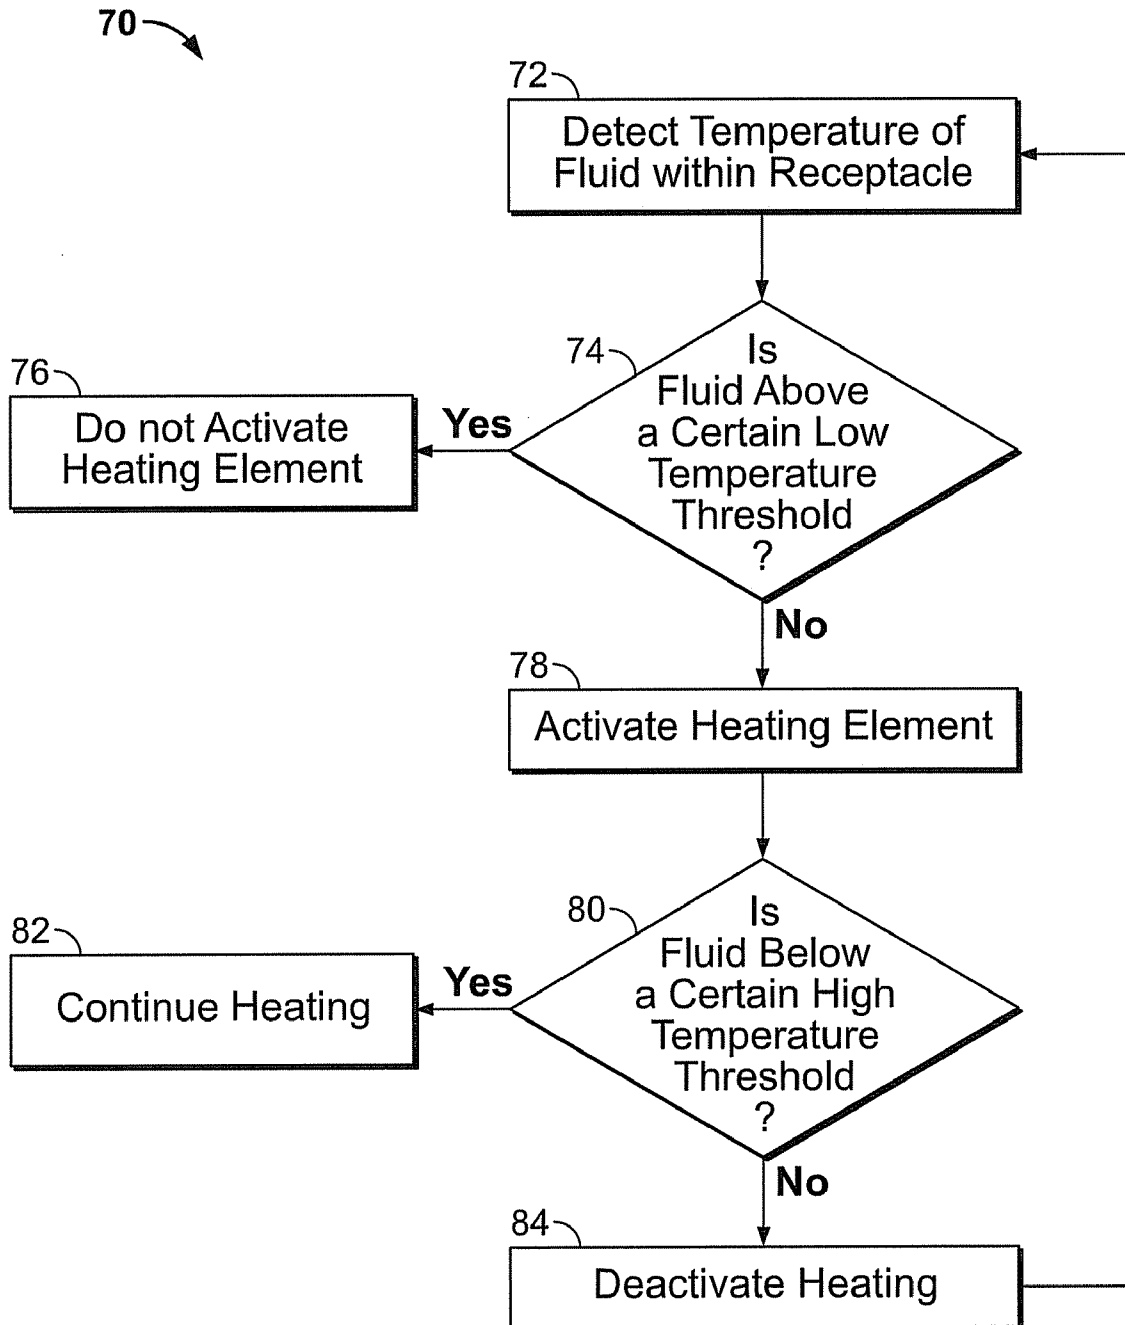 70
72
Detect Temperature of
Fluid within Receptacle
74
Is
Fluid Above
a Certain Low
Temperature
Threshold
?
Yes
76
Do not Activate
Heating Element
No
78
Activate Heating Element
80
Is
Fluid Below
a Certain High
Temperature
Threshold
?
Yes
82
Continue Heating
No
84
Deactivate Heating